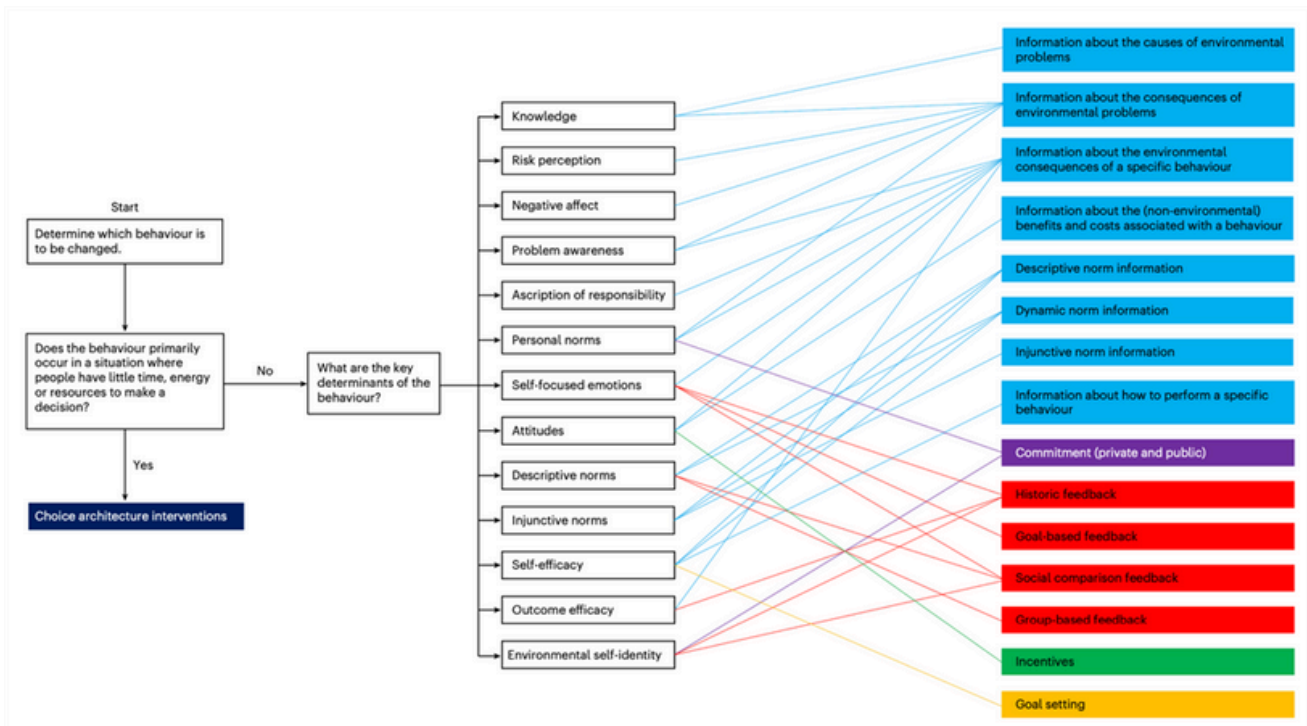 Start
Determine which behaviour is
to be changed.
Does the behaviour primarily
occur in a situation where
people have little time, energy
or resources to make a
decision?
Yes
Choice architecture interventions
No
What are the key
determinants of the
behaviour?
Knowledge
Risk perception
Negative affect
Problem awareness
Ascription of responsibility
Personal norms
Self-focused emotions
Attitudes
Descriptive norms
Injunctive norms
Self-efficacy
Outcome efficacy
Environmental self-identity
Information about the causes of environmental
problems
Information about the consequences of
environmental problems
Information about the environmental
consequences of a specific behaviour
Information about the (non-environmental)
benefits and costs associated with a behaviour
Descriptive norm information
Dynamic norm information
Injunctive norm information
Information about how to perform a specific
behaviour
Commitment (private and public)
Historic feedback
Goal-based feedback
Social comparison feedback
Group-based feedback
Incentives
Goal setting